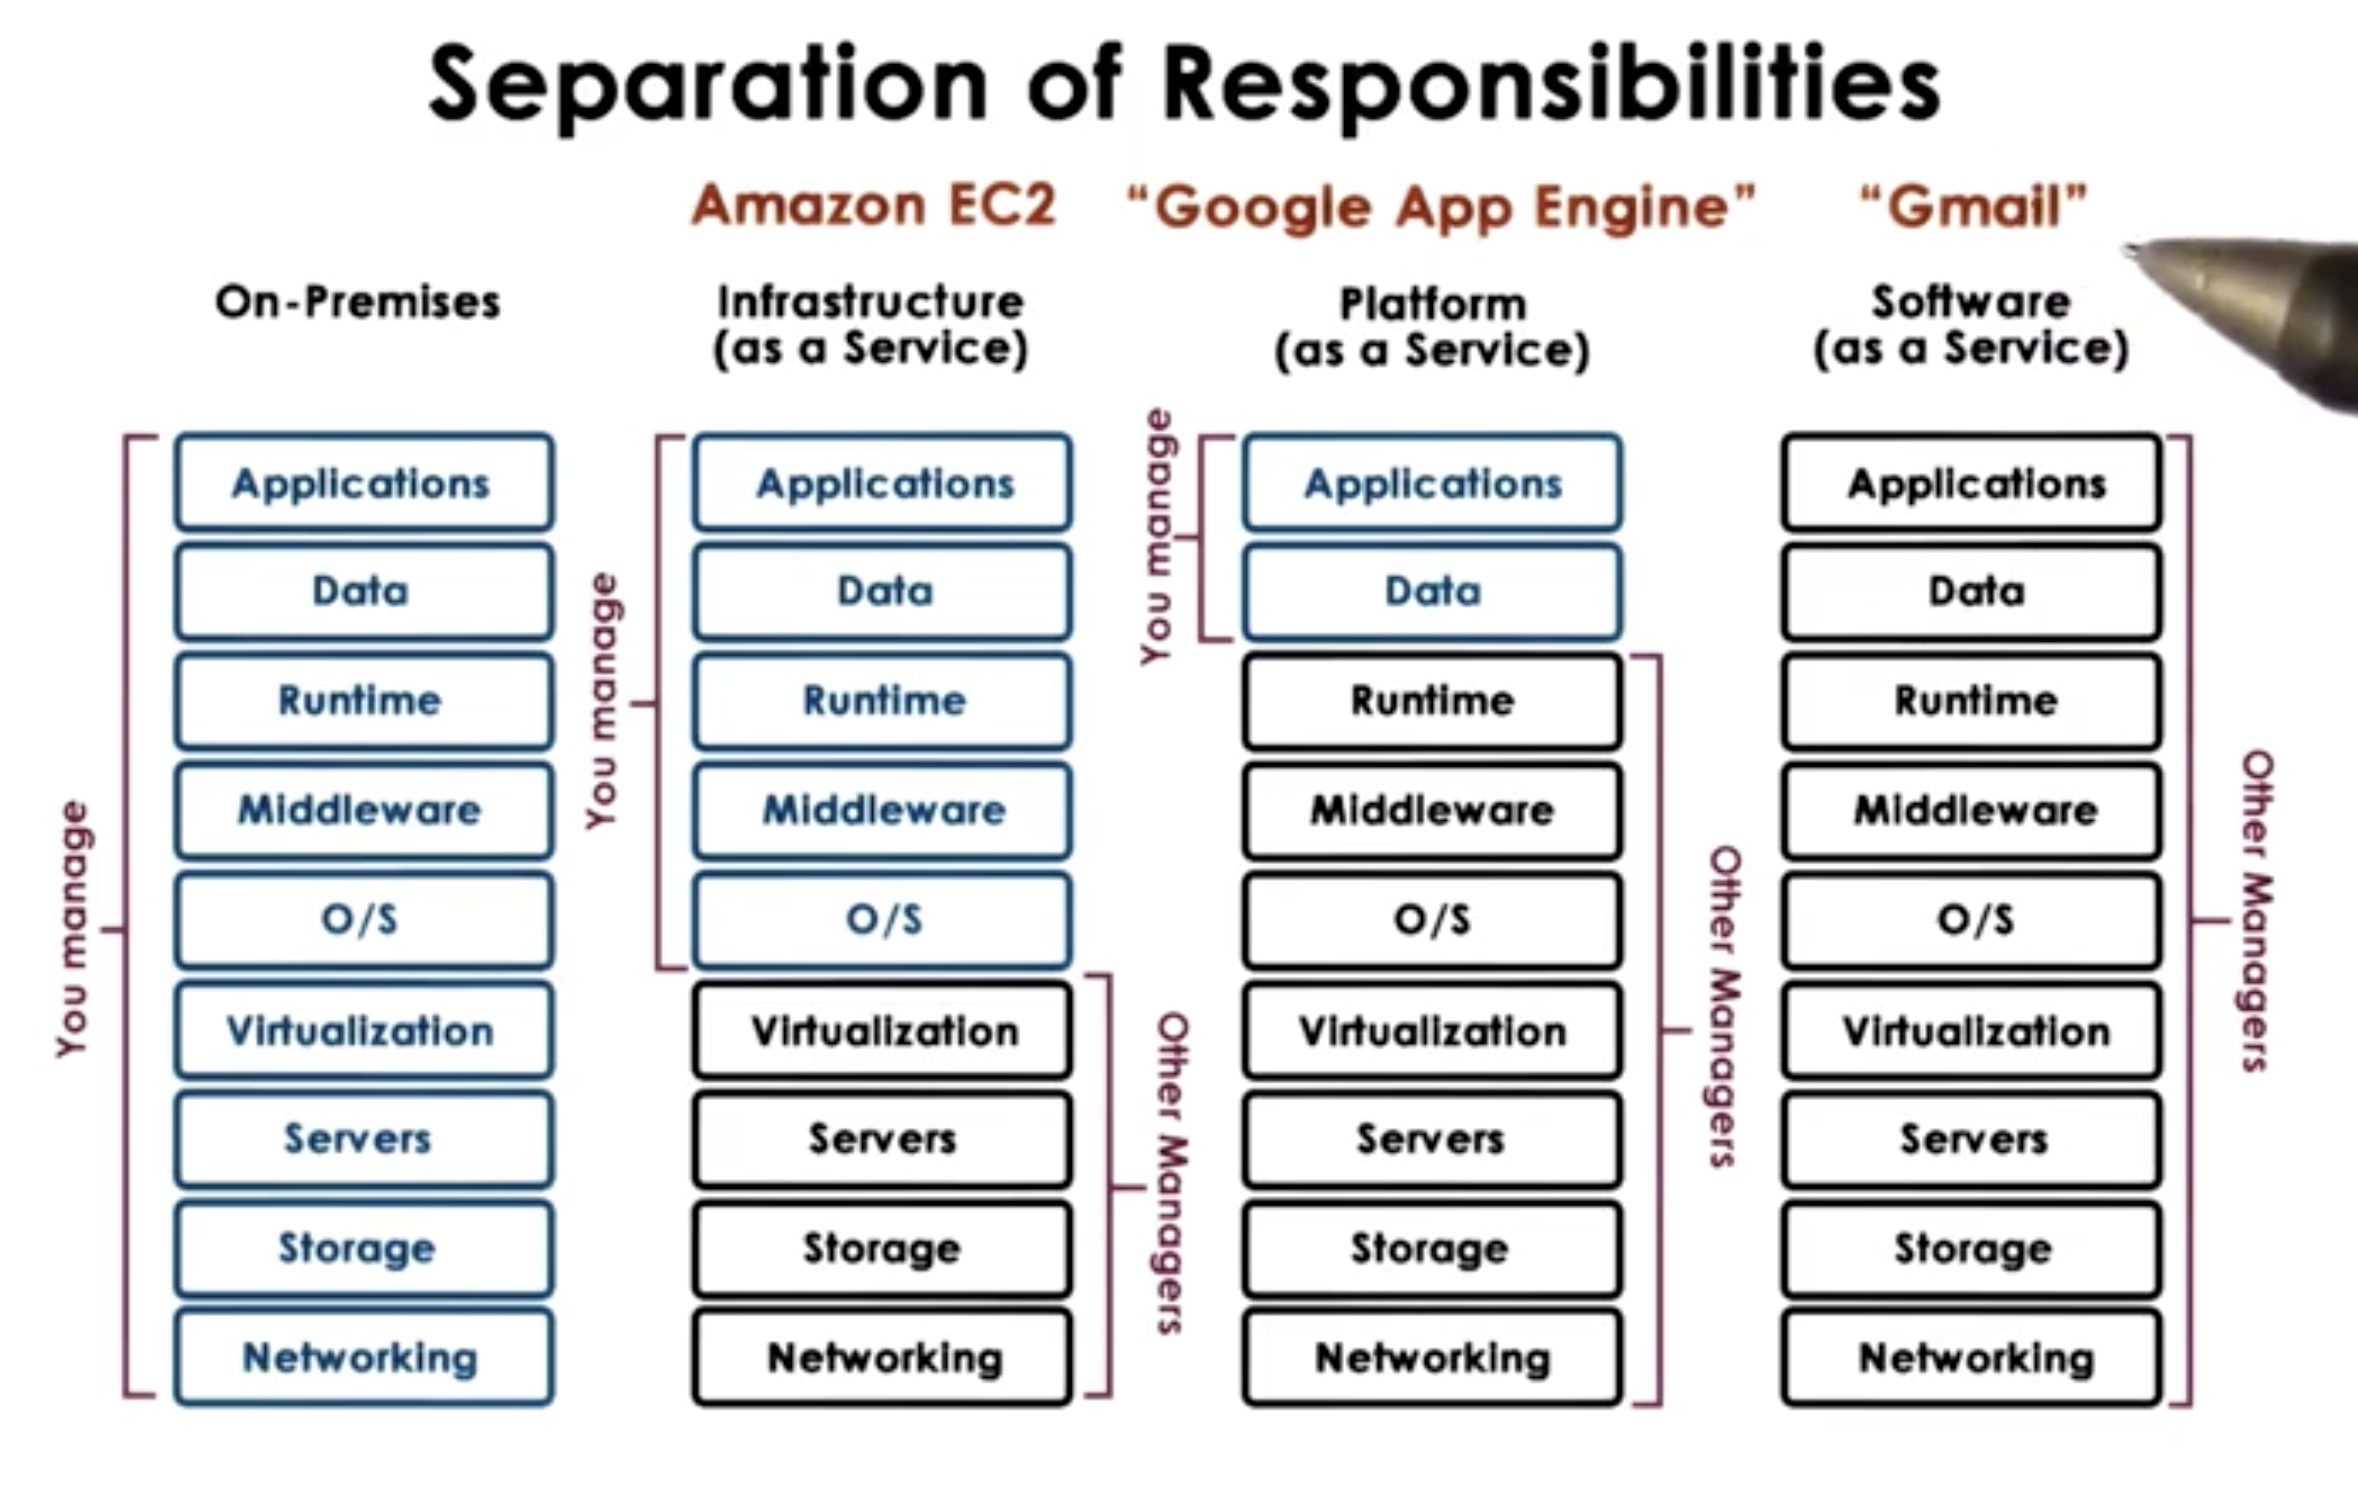 Separation of Responsibilities
Amazon EC2
“Google App Engine”
“Gmail”
On-Premises
Infrastructure
(as a Service)
Platform
(as a Service)
Software
(as a Service)
You manage
Applications
Data
Runtime
Middleware
O/S
Virtualization
Servers
Storage
Networking
You manage
Applications
Data
Runtime
Middleware
O/S
Virtualization
Servers
Storage
Networking
Other Managers
You manage
Applications
Data
Runtime
Middleware
O/S
Virtualization
Servers
Storage
Networking
Other Managers
Applications
Data
Runtime
Middleware
O/S
Virtualization
Servers
Storage
Networking
Other Managers